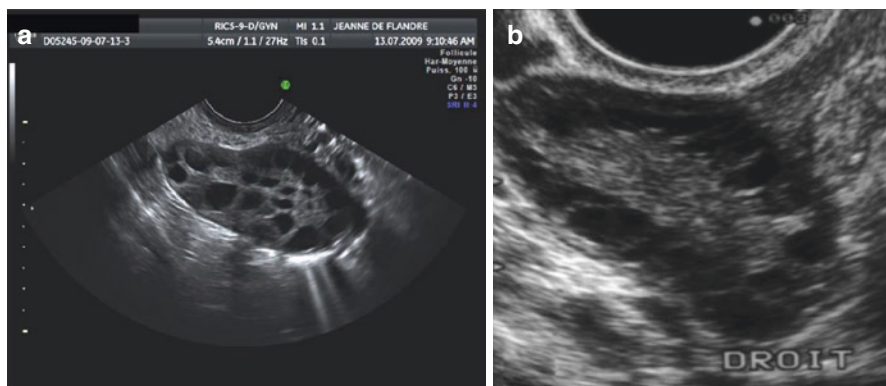 a
RIC5-9-D/GYN MI 1.1 JEANNE DE FLANDRE
D05245-09-07-13-3 5.4cm / 1.1 / 27Hz TIs 0.1 13.07.2009 9:10:46 AM
Follicule
Har-Moyenne
Puiss. 100
Gn -10
C6 / M5
P3 / E3
SRI II 4
b
003
DROIT